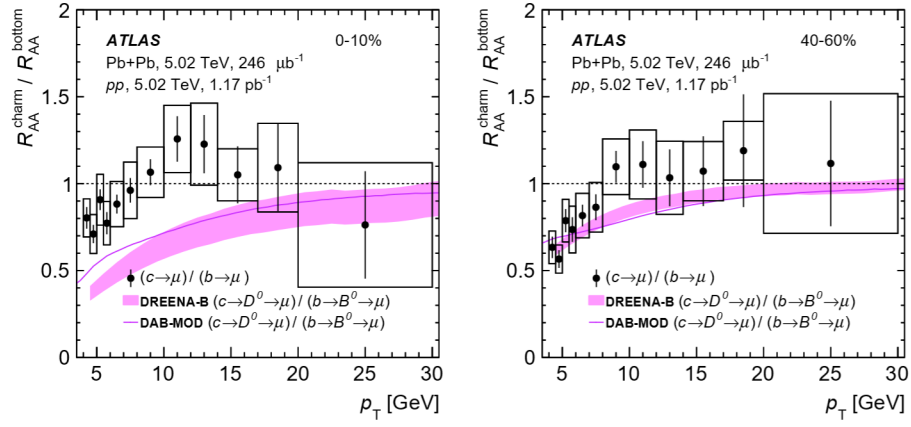 R_AA^charm / R_AA^bottom
2
1.5
1
0.5
0
ATLAS 0-10%
Pb+Pb, 5.02 TeV, 246 μb⁻¹
pp, 5.02 TeV, 1.17 pb⁻¹
(c→μ) / (b→μ)
DREENA-B (c→D⁰→μ) / (b→B⁰→μ)
DAB-MOD (c→D⁰→μ) / (b→B⁰→μ)
5 10 15 20 25 30
p_T [GeV]
R_AA^charm / R_AA^bottom
2
1.5
1
0.5
0
ATLAS 40-60%
Pb+Pb, 5.02 TeV, 246 μb⁻¹
pp, 5.02 TeV, 1.17 pb⁻¹
(c→μ) / (b→μ)
DREENA-B (c→D⁰→μ) / (b→B⁰→μ)
DAB-MOD (c→D⁰→μ) / (b→B⁰→μ)
5 10 15 20 25 30
p_T [GeV]